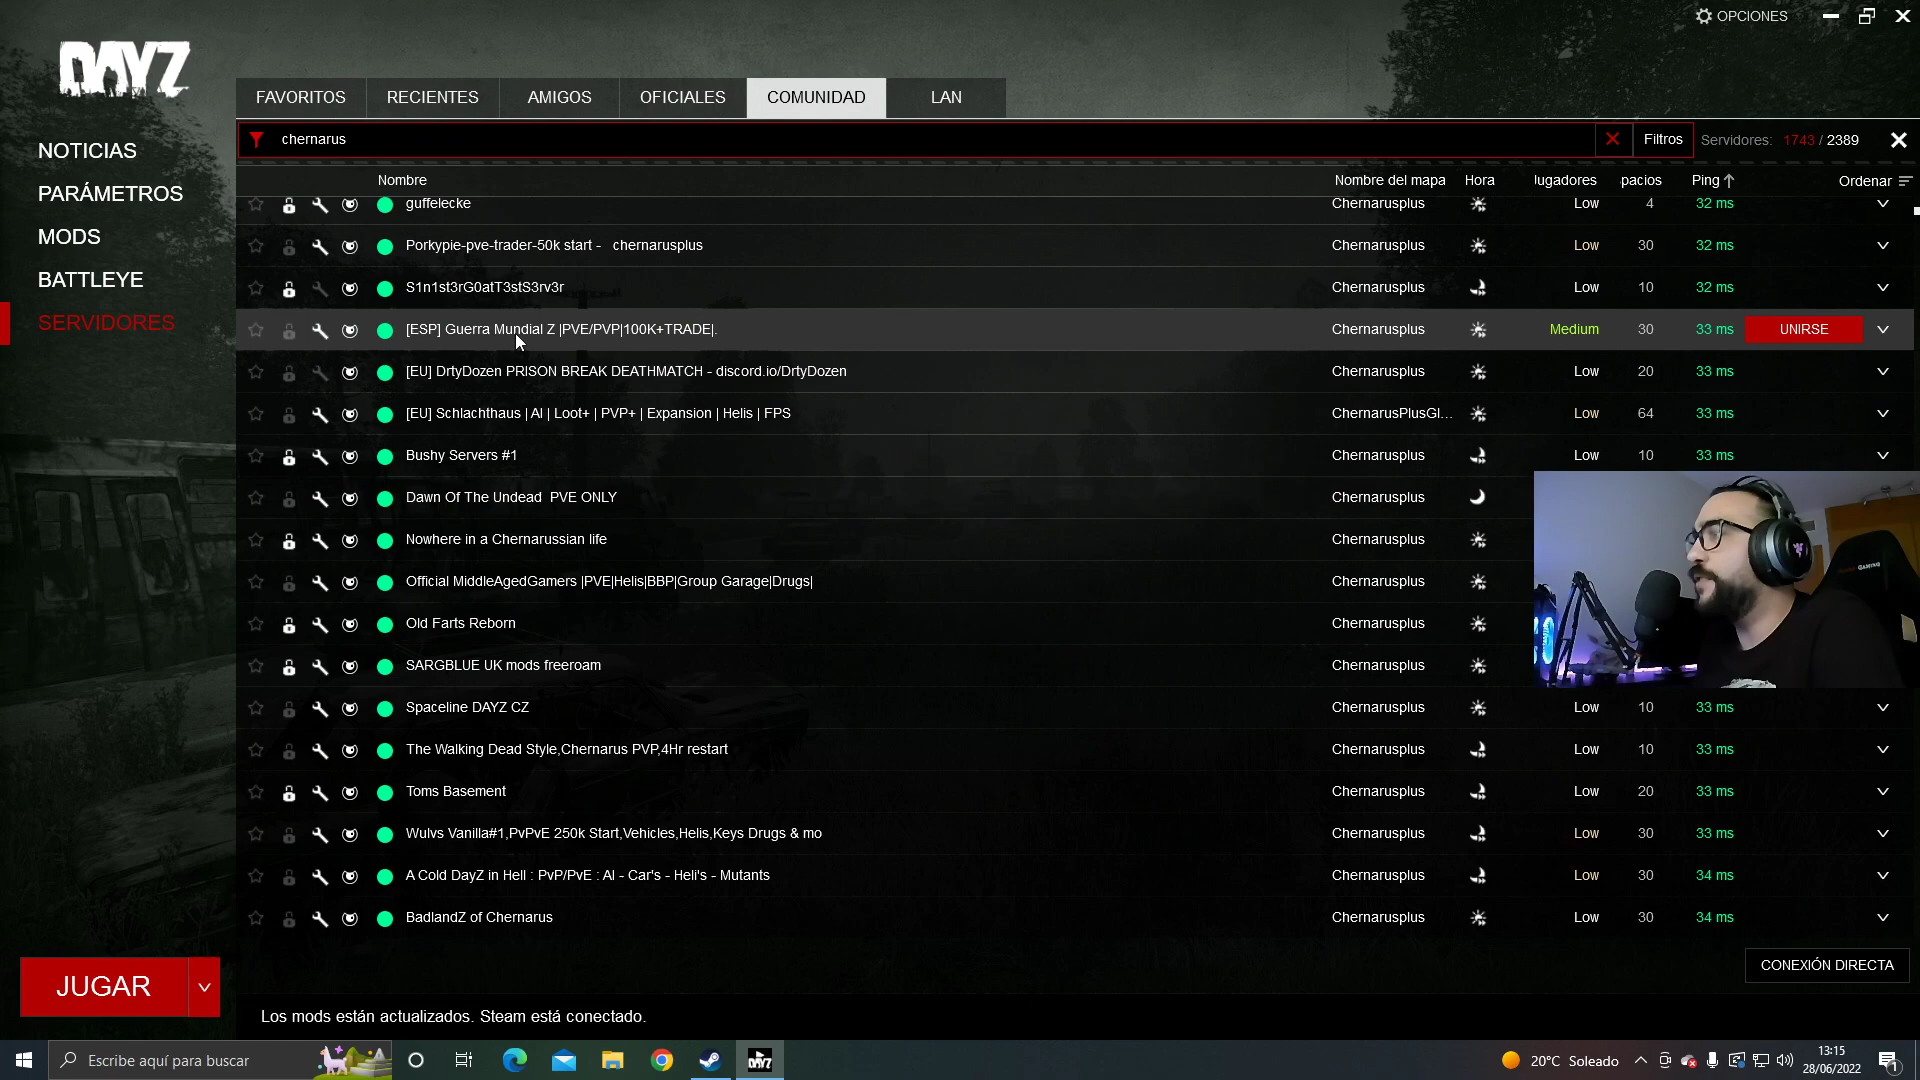 OPCIONES
DAYZ
FAVORITOS RECIENTES AMIGOS OFICIALES COMUNIDAD LAN
NOTICIAS
PARÁMETROS
MODS
BATTLEYE
SERVIDORES
chernarus Filtros Servidores: 1743 / 2389
Nombre Nombre del mapa Hora lugadores pacios Ping Ordenar
guffelecke Chernarusplus Low 4 32 ms
Porkypie-pve-trader-50k start - chernarusplus Chernarusplus Low 30 32 ms
S1n1st3rG0atT3stS3rv3r Chernarusplus Low 10 32 ms
[ESP] Guerra Mundial Z |PVE/PVP|100K+TRADE|. Chernarusplus Medium 30 33 ms UNIRSE
[EU] DrtyDozen PRISON BREAK DEATHMATCH - discord.io/DrtyDozen Chernarusplus Low 20 33 ms
[EU] Schlachthaus | AI | Loot+ | PVP+ | Expansion | Helis | FPS ChernarusPlusGl... Low 64 33 ms
Bushy Servers #1 Chernarusplus Low 10 33 ms
Dawn Of The Undead PVE ONLY Chernarusplus
Nowhere in a Chernarussian life Chernarusplus
Official MiddleAgedGamers |PVE|Helis|BBP|Group Garage|Drugs| Chernarusplus
Old Farts Reborn Chernarusplus
SARGBLUE UK mods freeroam Chernarusplus
Spaceline DAYZ CZ Chernarusplus Low 10 33 ms
The Walking Dead Style,Chernarus PVP,4Hr restart Chernarusplus Low 10 33 ms
Toms Basement Chernarusplus Low 20 33 ms
Wulvs Vanilla#1,PvPvE 250k Start,Vehicles,Helis,Keys Drugs & mo Chernarusplus Low 30 33 ms
A Cold DayZ in Hell : PvP/PvE : AI - Car's - Heli's - Mutants Chernarusplus Low 30 34 ms
BadlandZ of Chernarus Chernarusplus Low 30 34 ms
CONEXIÓN DIRECTA
JUGAR
Los mods están actualizados. Steam está conectado.
Escribe aquí para buscar
DAYZ
20°C Soleado
13:15
28/06/2022
1